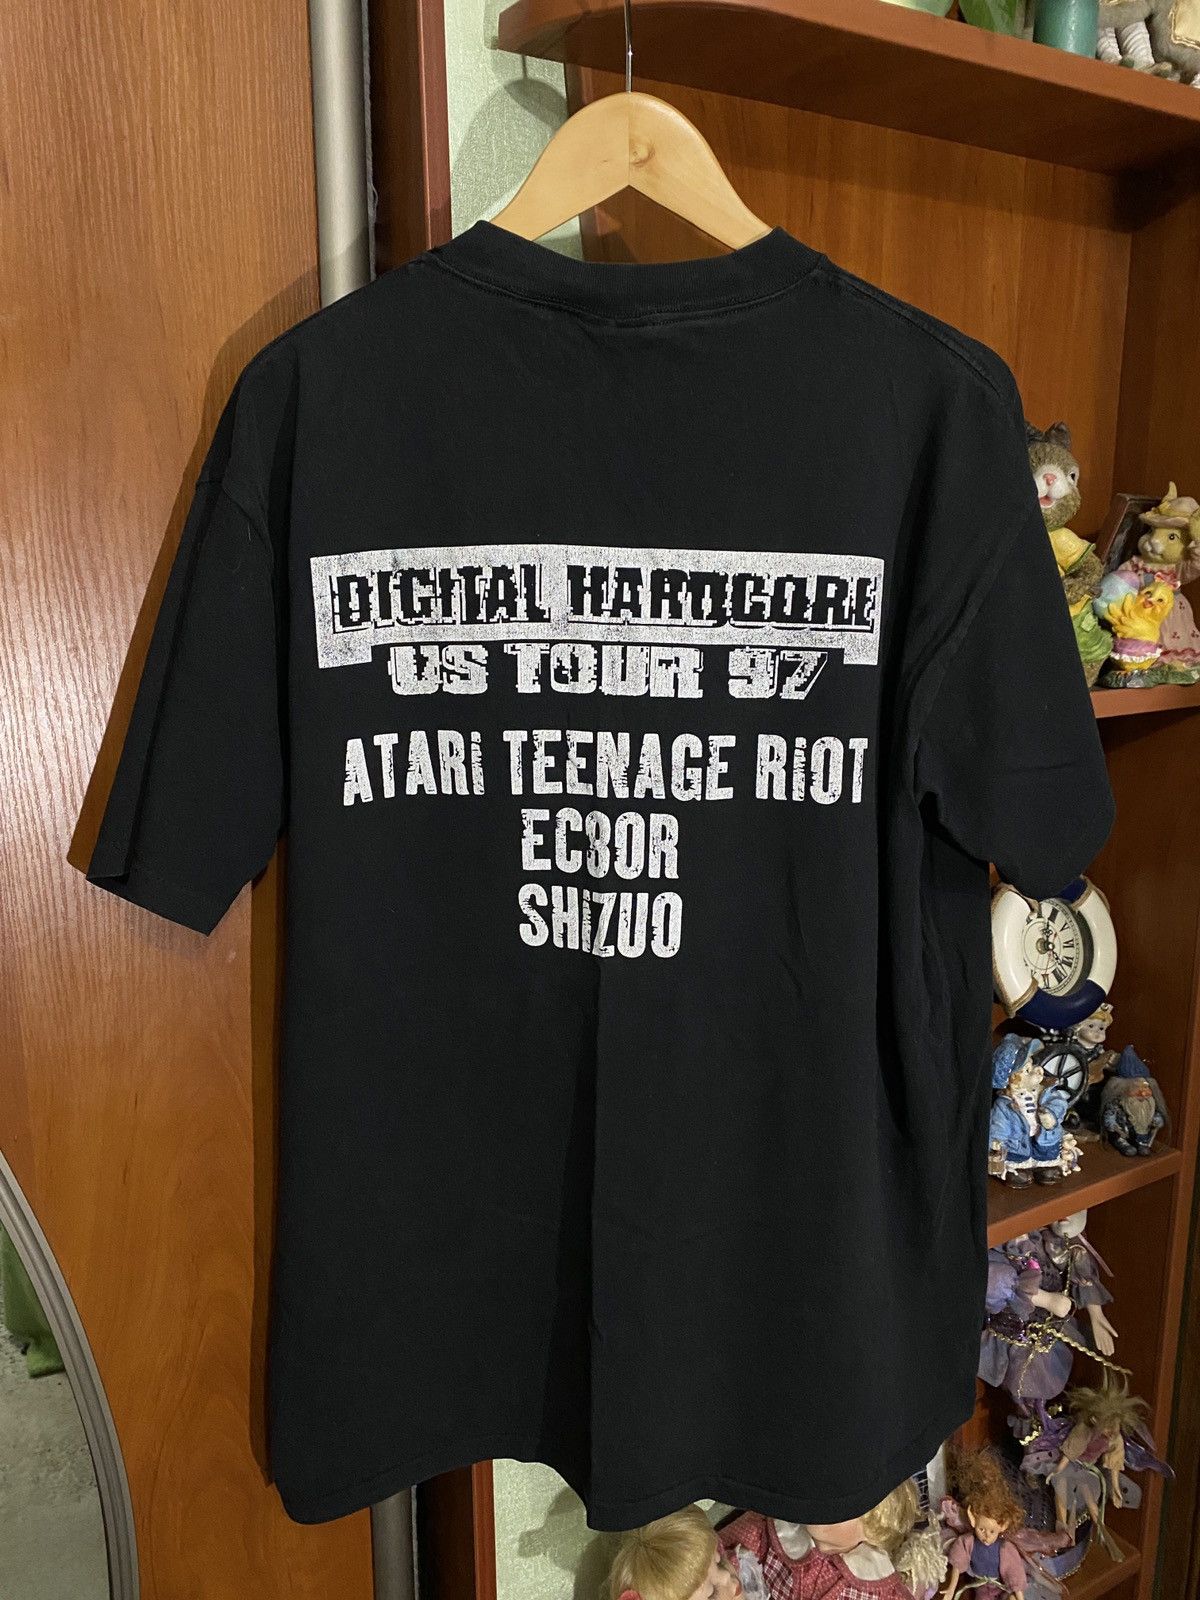 DIGITAL HARDCORE
US TOUR 97
ATARi TEENAGE RiOT
EC8OR
SHiZUO